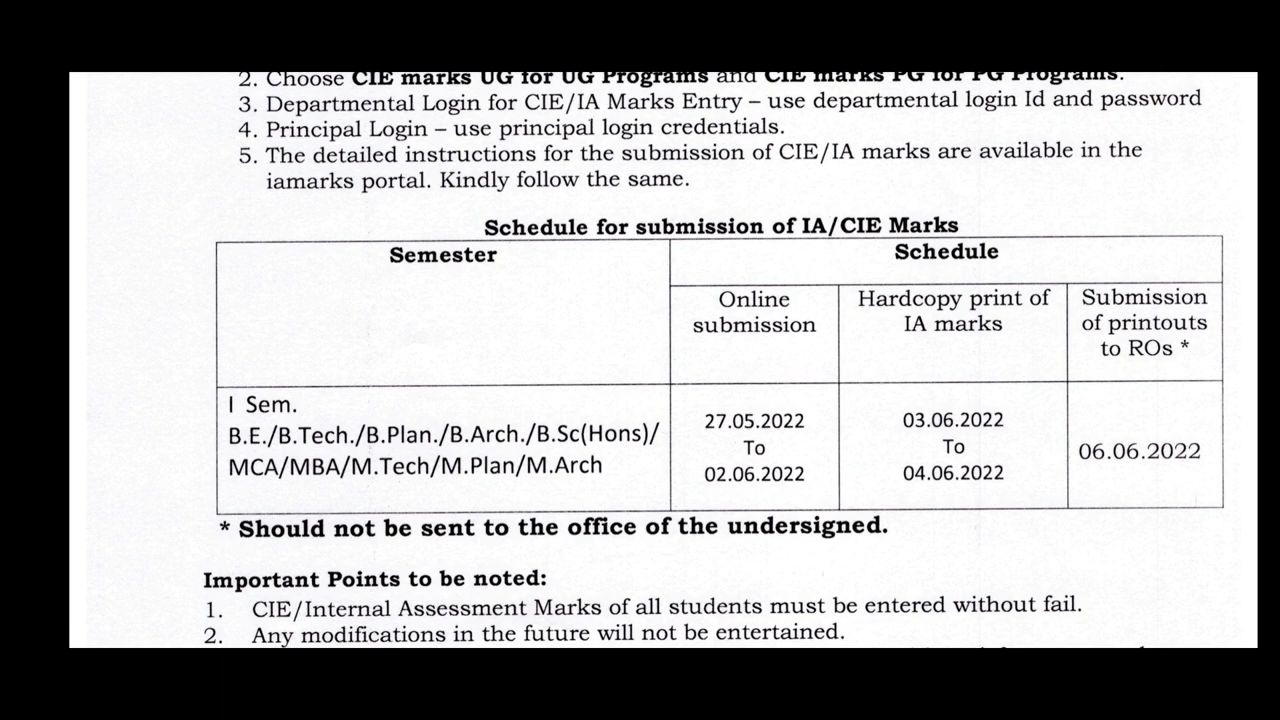 2. Choose CIE marks UG for UG Programs and CIE marks PG for PG Programs.
3. Departmental Login for CIE/IA Marks Entry – use departmental login Id and password
4. Principal Login – use principal login credentials.
5. The detailed instructions for the submission of CIE/IA marks are available in the
iamarks portal. Kindly follow the same.
Schedule for submission of IA/CIE Marks
Semester
Schedule
Online
submission
Hardcopy print of
IA marks
Submission
of printouts
to ROs *
I Sem.
B.E./B.Tech./B.Plan./B.Arch./B.Sc(Hons)/
MCA/MBA/M.Tech/M.Plan/M.Arch
27.05.2022
To
02.06.2022
03.06.2022
To
04.06.2022
06.06.2022
* Should not be sent to the office of the undersigned.
Important Points to be noted:
1. CIE/Internal Assessment Marks of all students must be entered without fail.
2. Any modifications in the future will not be entertained.